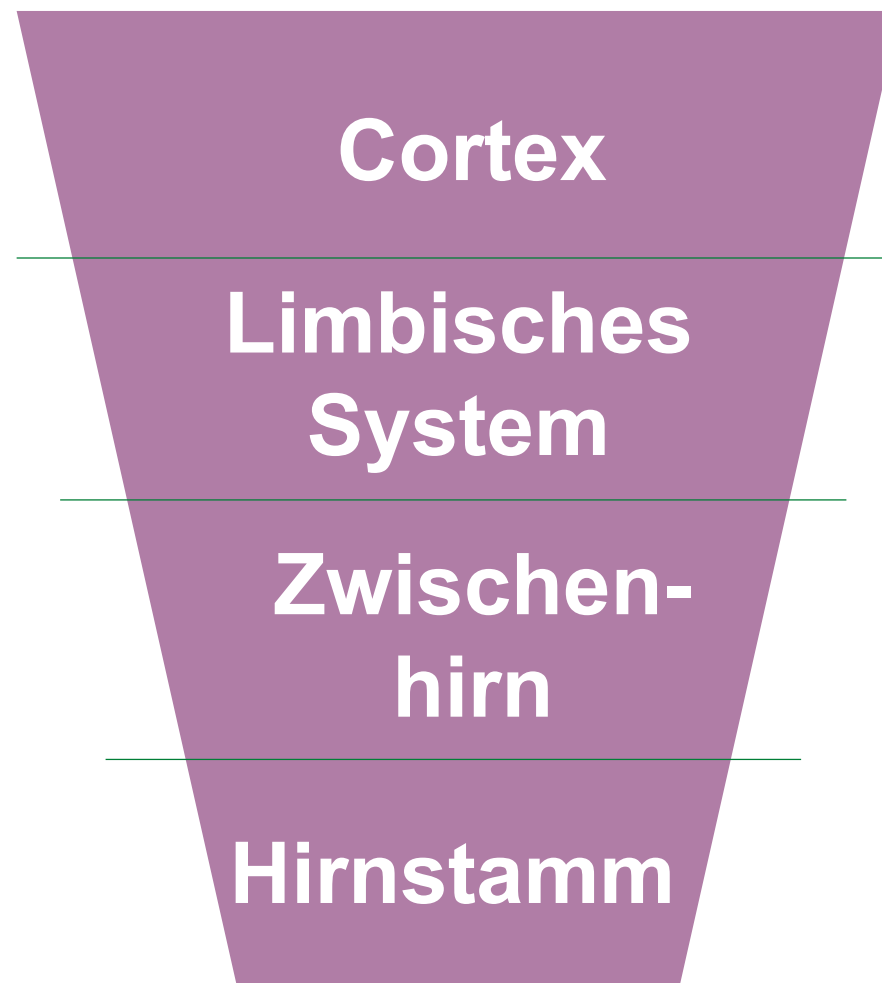 Cortex
Limbisches
System
Zwischen-
hirn
Hirnstamm